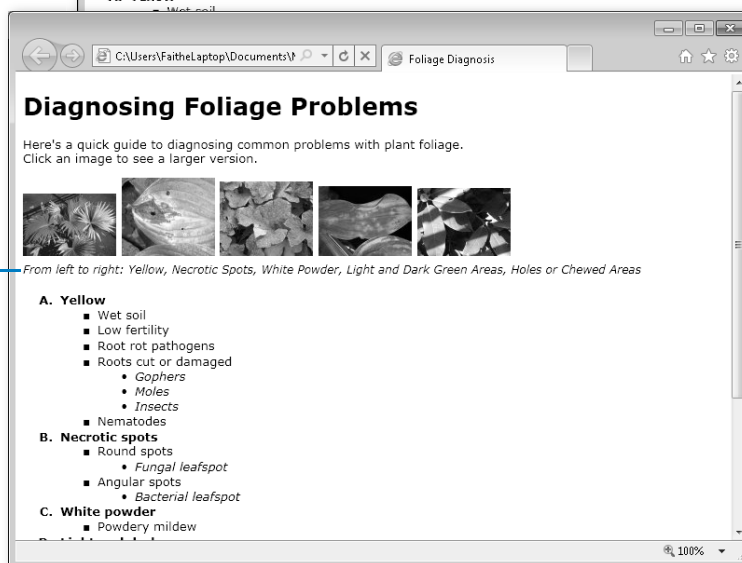 Wet soil
C:\Users\FaitheLaptop\Documents\
Foliage Diagnosis
Diagnosing Foliage Problems
Here's a quick guide to diagnosing common problems with plant foliage.
Click an image to see a larger version.
From left to right: Yellow, Necrotic Spots, White Powder, Light and Dark Green Areas, Holes or Chewed Areas
A. Yellow
Wet soil
Low fertility
Root rot pathogens
Roots cut or damaged
Gophers
Moles
Insects
Nematodes
B. Necrotic spots
Round spots
Fungal leafspot
Angular spots
Bacterial leafspot
C. White powder
Powdery mildew
100%